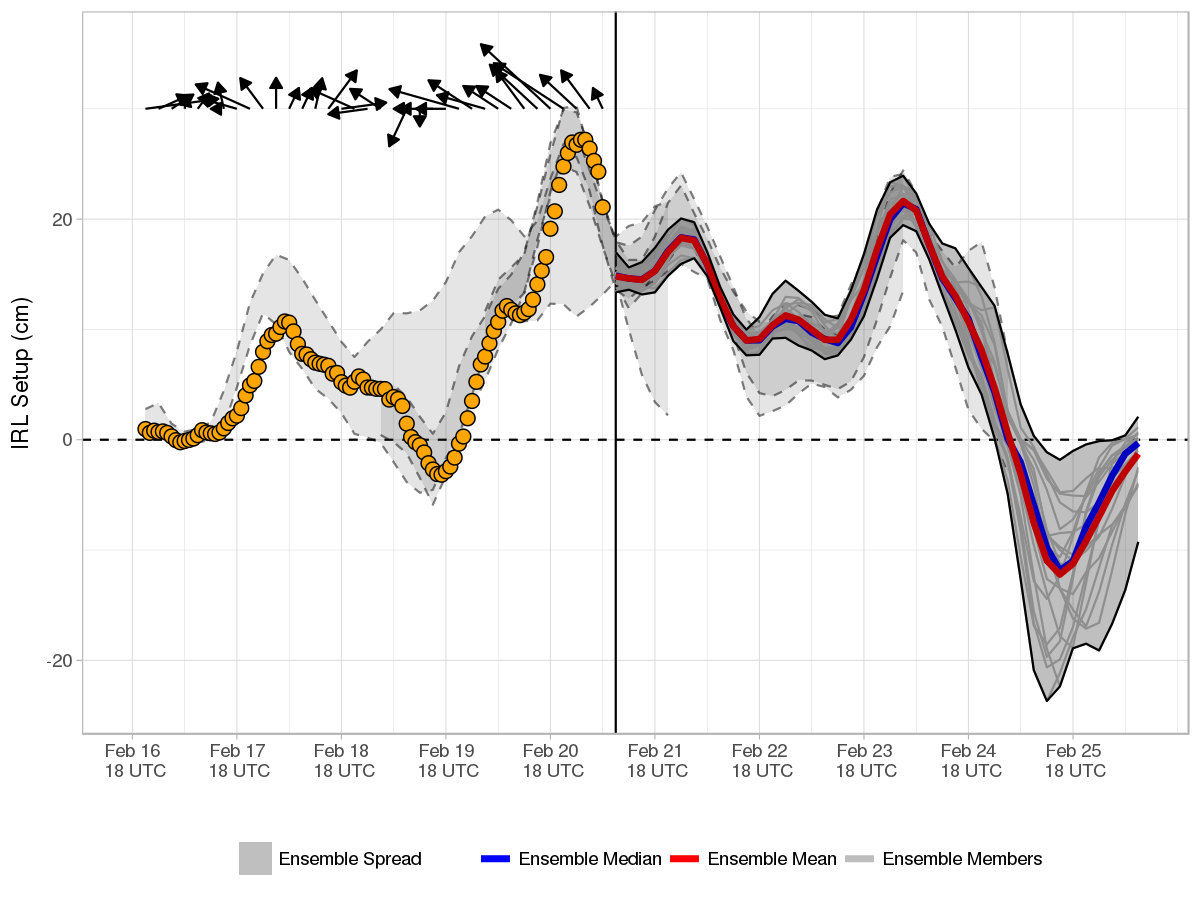 IRL Setup (cm)
20
0
-20
Feb 16 Feb 17 Feb 18 Feb 19 Feb 20 Feb 21 Feb 22 Feb 23 Feb 24 Feb 25
18 UTC 18 UTC 18 UTC 18 UTC 18 UTC 18 UTC 18 UTC 18 UTC 18 UTC 18 UTC
Ensemble Spread Ensemble Median Ensemble Mean Ensemble Members